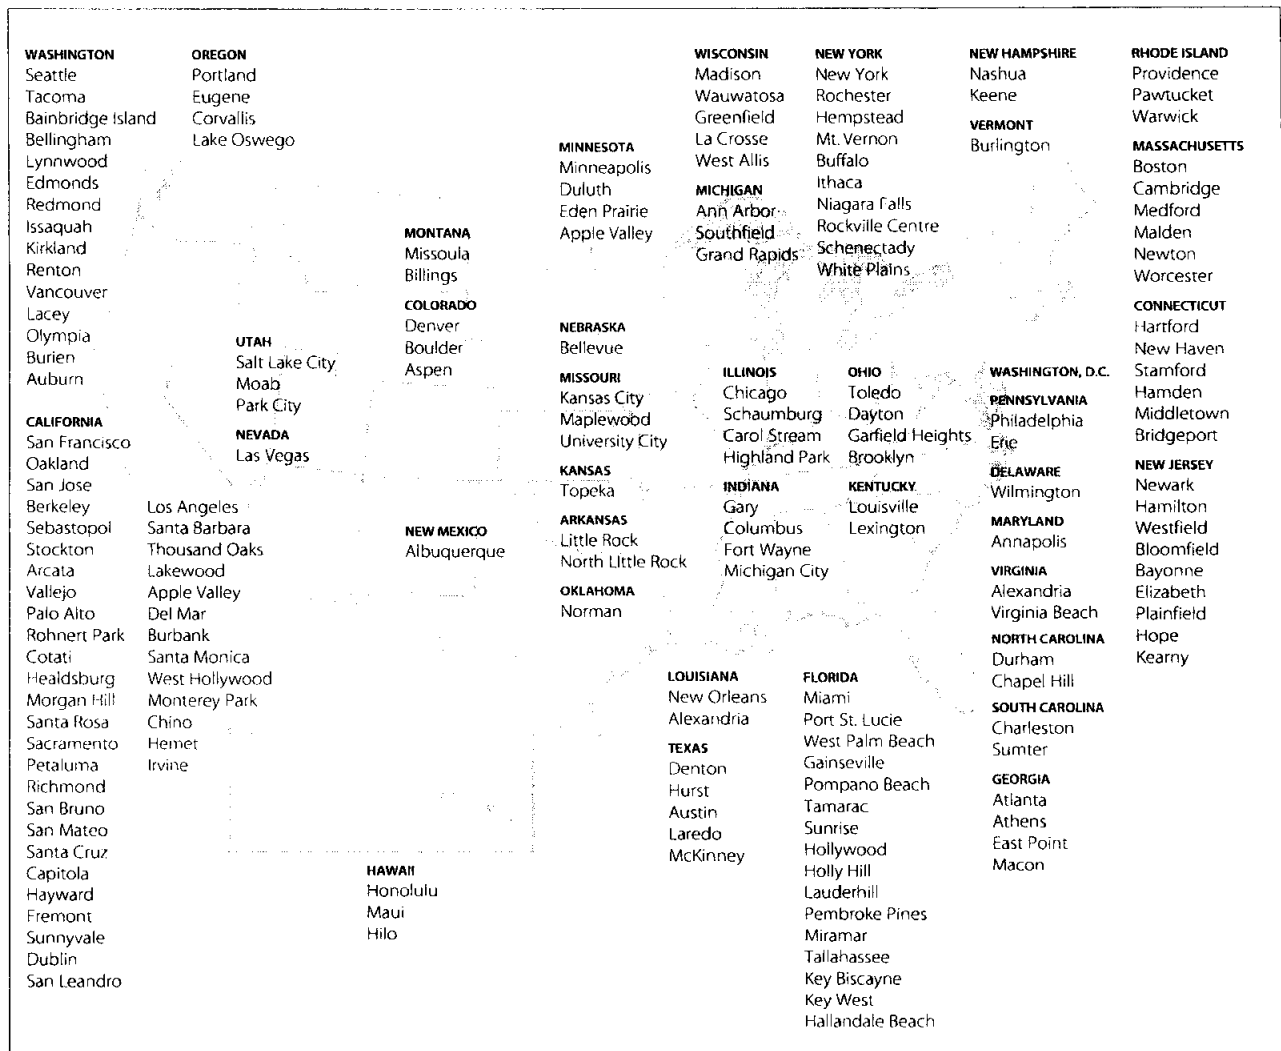 WASHINGTON
Seattle
Tacoma
Bainbridge Island
Bellingham
Lynnwood
Edmonds
Redmond
Issaquah
Kirkland
Renton
Vancouver
Lacey
Olympia
Burien
Auburn
CALIFORNIA
San Francisco
Oakland
San Jose
Berkeley
Sebastopol
Stockton
Arcata
Vallejo
Palo Alto
Rohnert Park
Cotati
Healdsburg
Morgan Hill
Santa Rosa
Sacramento
Petaluma
Richmond
San Bruno
San Mateo
Santa Cruz
Capitola
Hayward
Fremont
Sunnyvale
Dublin
San Leandro
Los Angeles
Santa Barbara
Thousand Oaks
Lakewood
Apple Valley
Del Mar
Burbank
Santa Monica
West Hollywood
Monterey Park
Chino
Hemet
Irvine
OREGON
Portland
Eugene
Corvallis
Lake Oswego
UTAH
Salt Lake City
Moab
Park City
NEVADA
Las Vegas
MONTANA
Missoula
Billings
COLORADO
Denver
Boulder
Aspen
NEW MEXICO
Albuquerque
HAWAII
Honolulu
Maui
Hilo
MINNESOTA
Minneapolis
Duluth
Eden Prairie
Apple Valley
NEBRASKA
Bellevue
MISSOURI
Kansas City
Maplewood
University City
KANSAS
Topeka
ARKANSAS
Little Rock
North Little Rock
OKLAHOMA
Norman
LOUISIANA
New Orleans
Alexandria
TEXAS
Denton
Hurst
Austin
Laredo
McKinney
WISCONSIN
Madison
Wauwatosa
Greenfield
La Crosse
West Allis
MICHIGAN
Ann Arbor
Southfield
Grand Rapids
ILLINOIS
Chicago
Schaumburg
Carol Stream
Highland Park
INDIANA
Gary
Columbus
Fort Wayne
Michigan City
NEW YORK
New York
Rochester
Hempstead
Mt. Vernon
Buffalo
Ithaca
Niagara Falls
Rockville Centre
Schenectady
White Plains
OHIO
Toledo
Dayton
Garfield Heights
Brooklyn
KENTUCKY
Louisville
Lexington
FLORIDA
Miami
Port St. Lucie
West Palm Beach
Gainseville
Pompano Beach
Tamarac
Sunrise
Hollywood
Holly Hill
Lauderhill
Pembroke Pines
Miramar
Tallahassee
Key Biscayne
Key West
Hallandale Beach
NEW HAMPSHIRE
Nashua
Keene
VERMONT
Burlington
WASHINGTON, D.C.
PENNSYLVANIA
Philadelphia
Erie
DELAWARE
Wilmington
MARYLAND
Annapolis
VIRGINIA
Alexandria
Virginia Beach
NORTH CAROLINA
Durham
Chapel Hill
SOUTH CAROLINA
Charleston
Sumter
GEORGIA
Atlanta
Athens
East Point
Macon
RHODE ISLAND
Providence
Pawtucket
Warwick
MASSACHUSETTS
Boston
Cambridge
Medford
Malden
Newton
Worcester
CONNECTICUT
Hartford
New Haven
Stamford
Hamden
Middletown
Bridgeport
NEW JERSEY
Newark
Hamilton
Westfield
Bloomfield
Bayonne
Elizabeth
Plainfield
Hope
Kearny